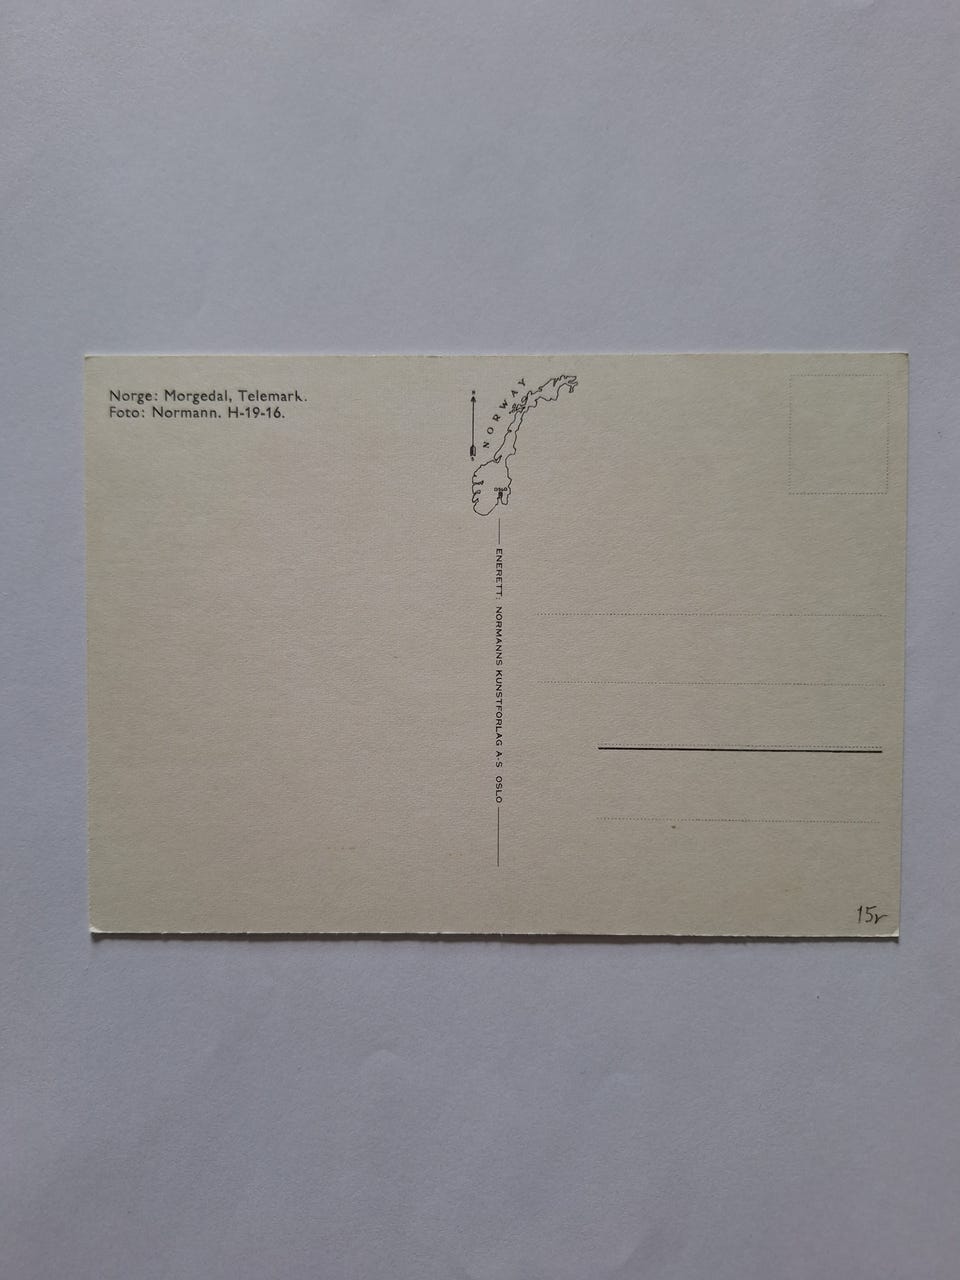 Norge: Morgedal, Telemark.
Foto: Normann. H-19-16.
NORWAY
OSLO
ENERETT: NORMANNS KUNSTFORLAG A-S OSLO
15r